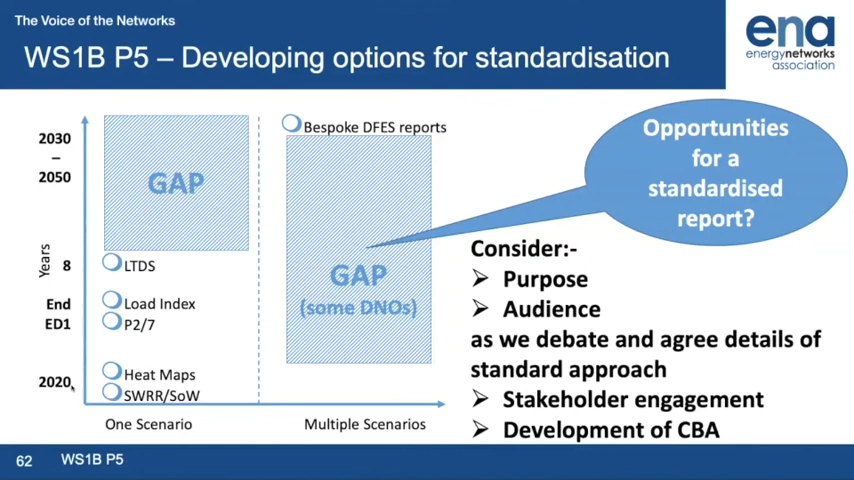 The Voice of the Networks
WS1B P5 – Developing options for standardisation
ena
energynetworks
association
2030
–
2050
Years
8
End
ED1
2020
GAP
LTDS
Load Index
P2/7
Heat Maps
SWRR/SoW
One Scenario
Bespoke DFES reports
GAP
(some DNOs)
Multiple Scenarios
Opportunities
for a
standardised
report?
Consider:-
➢ Purpose
➢ Audience
as we debate and agree details of
standard approach
➢ Stakeholder engagement
➢ Development of CBA
62 WS1B P5